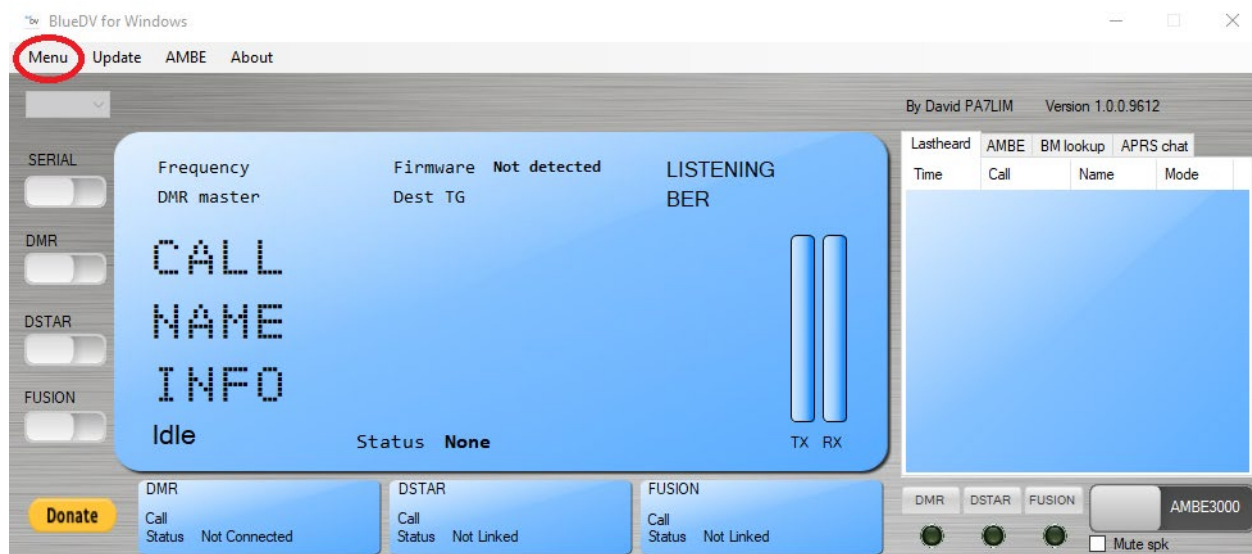 BlueDV for Windows
Menu Update AMBE About
By David PA7LIM Version 1.0.0.9612
SERIAL
DMR
DSTAR
FUSION
Donate
Frequency Firmware Not detected LISTENING
DMR master Dest TG BER
CALL
NAME
INFO
Idle Status None TX RX
Lastheard AMBE BM lookup APRS chat
Time Call Name Mode
DMR
Call
Status Not Connected
DSTAR
Call
Status Not Linked
FUSION
Call
Status Not Linked
DMR DSTAR FUSION AMBE3000
Mute spk